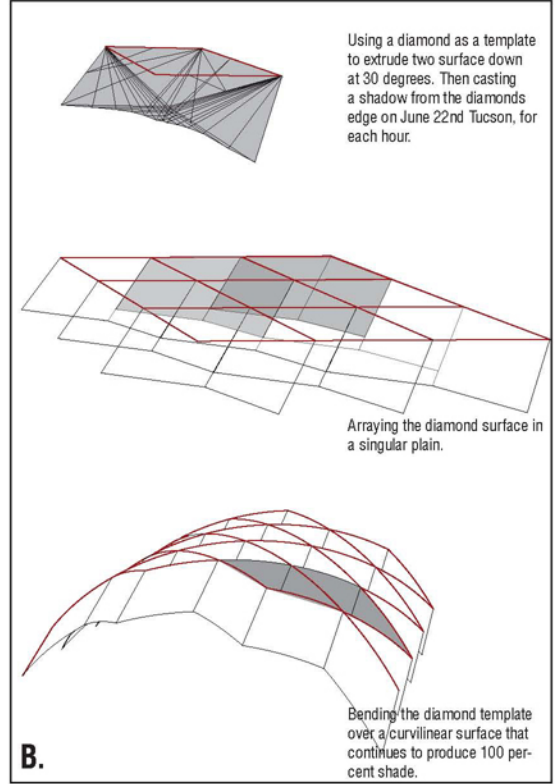 Using a diamond as a template
to extrude two surface down
at 30 degrees. Then casting
a shadow from the diamonds
edge on June 22nd Tucson, for
each hour.
Arraying the diamond surface in
a singular plain.
Bending the diamond template
over a curvilinear surface that
continues to produce 100 per-
cent shade.
B.